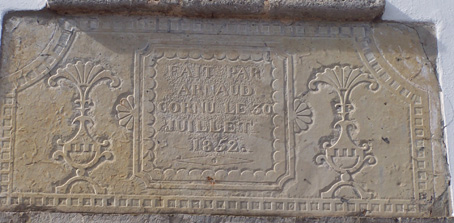 FAIT PAR
ARNAUD
CORNU LE 30
JUILLET
1852.